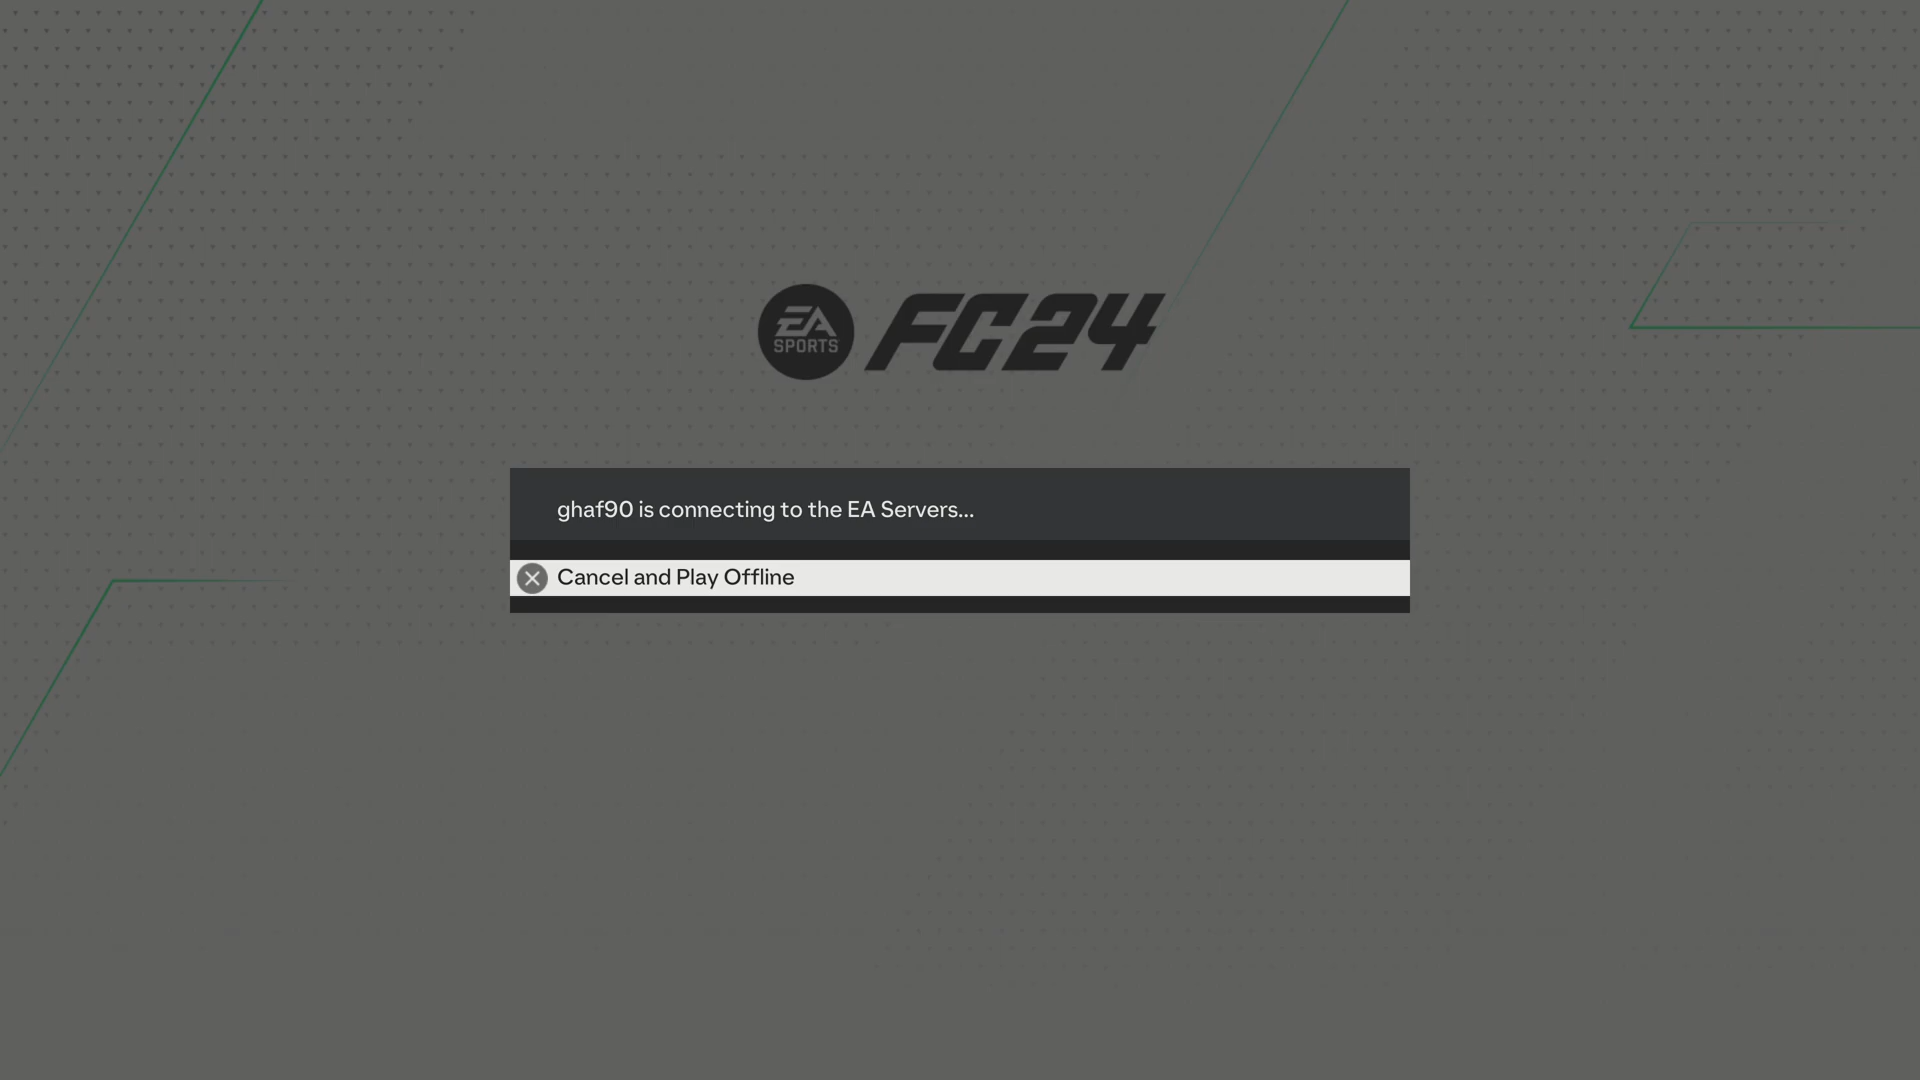 EA SPORTS FC24
ghaf90 is connecting to the EA Servers...
Cancel and Play Offline